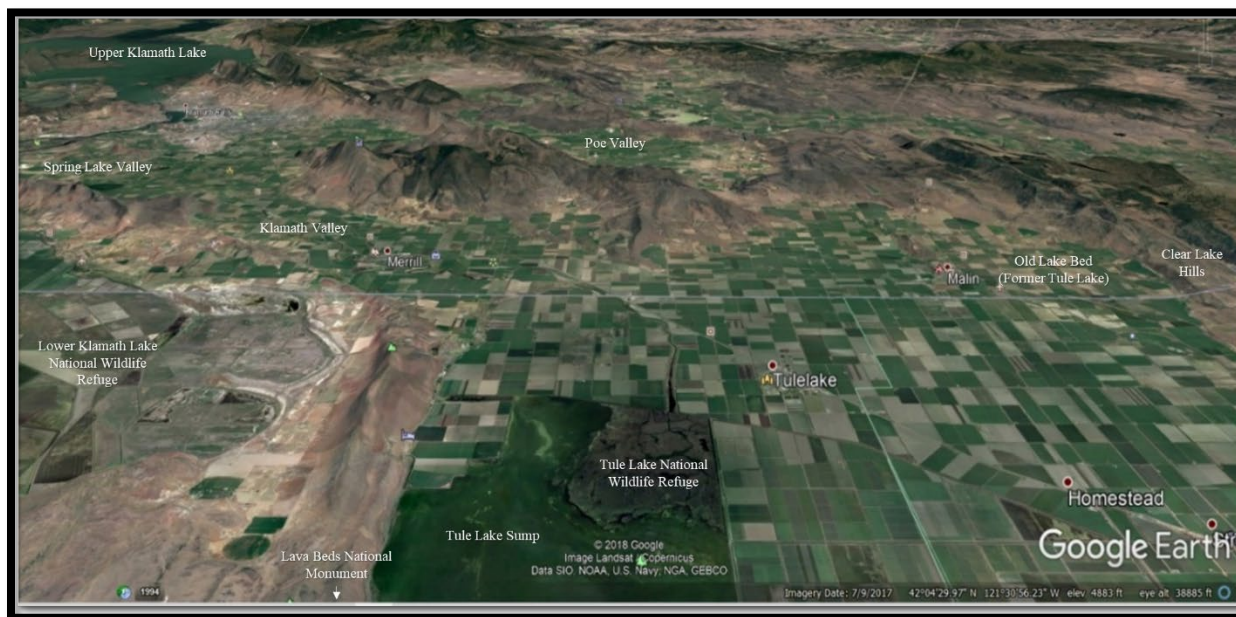 Upper Klamath Lake
Poe Valley
Spring Lake Valley
Klamath Valley
Merrill
Old Lake Bed
(Former Tule Lake)
Clear Lake
Hills
Malin
Lower Klamath Lake
National Wildlife
Refuge
Tulelake
Tule Lake National
Wildlife Refuge
Homestead
Tule Lake Sump
Lava Beds National
Monument
© 2018 Google
Image Landsat / Copernicus
Data SIO, NOAA, U.S. Navy, NGA, GEBCO
Google Earth
1994
Imagery Date: 7/9/2017 42°04'29.97" N 121°30'56.23" W elev 4883 ft eye alt 38885 ft